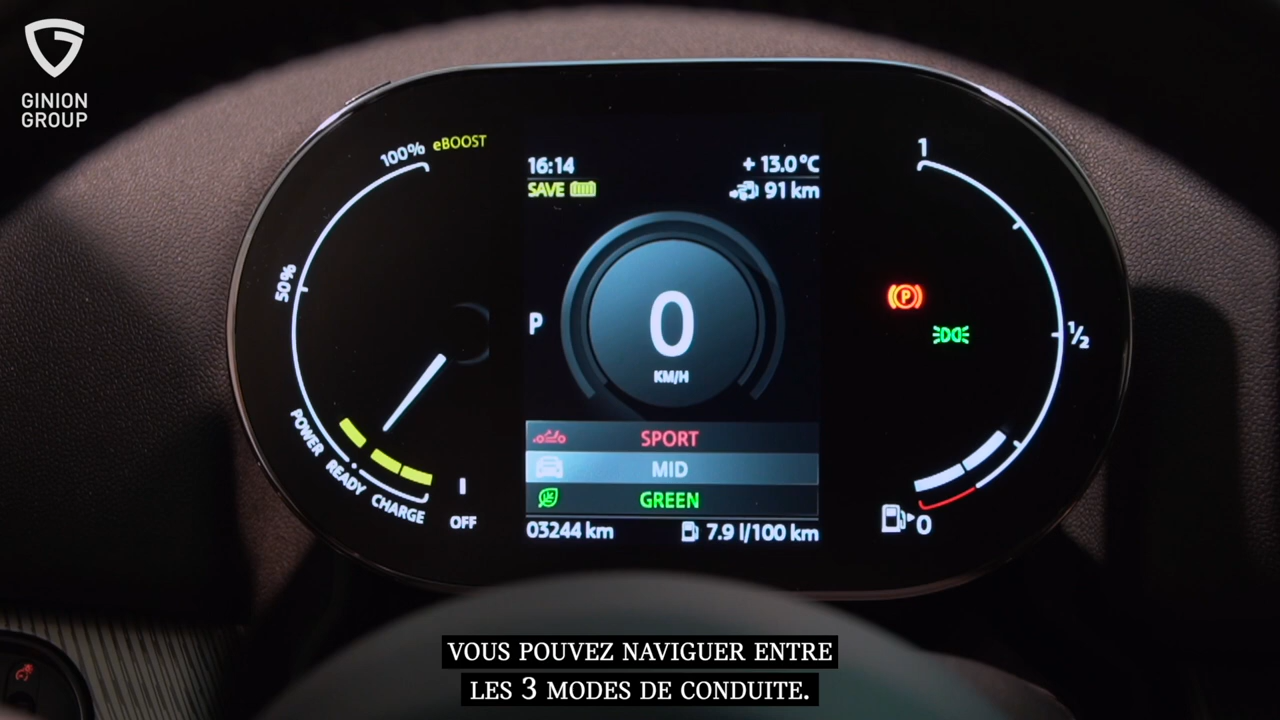 GINION
GROUP
100% eBOOST
50%
POWER
READY
CHARGE
OFF
16:14
+ 13.0 °C
SAVE
91 km
P
0
KM/H
SPORT
MID
GREEN
03244 km
7.9 l/100 km
1
1/2
0
P
VOUS POUVEZ NAVIGUER ENTRE
LES 3 MODES DE CONDUITE.